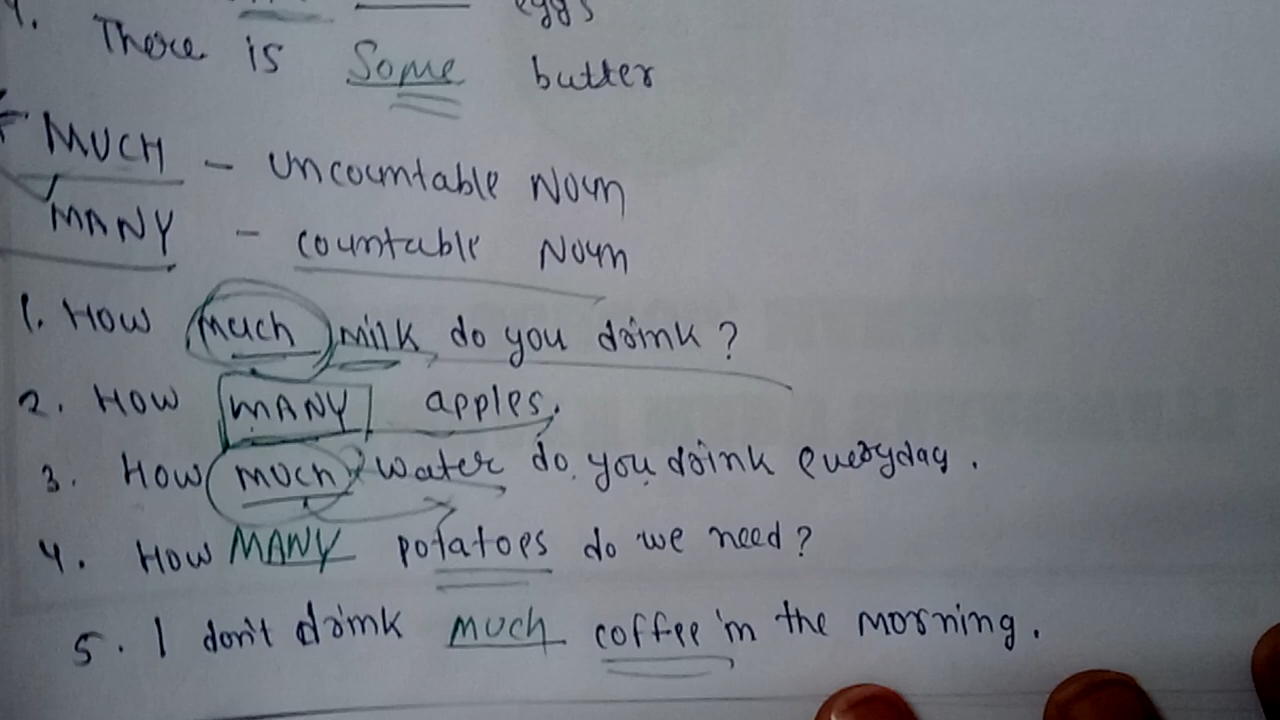 eggs
There is Some butter
MUCH - uncountable Noun
MANY - countable Noun
1. How much milk do you drink?
2. How MANY apples.
3. How much water do you drink everyday.
4. How MANY potatoes do we need?
5. I don't drink much coffee in the morning.